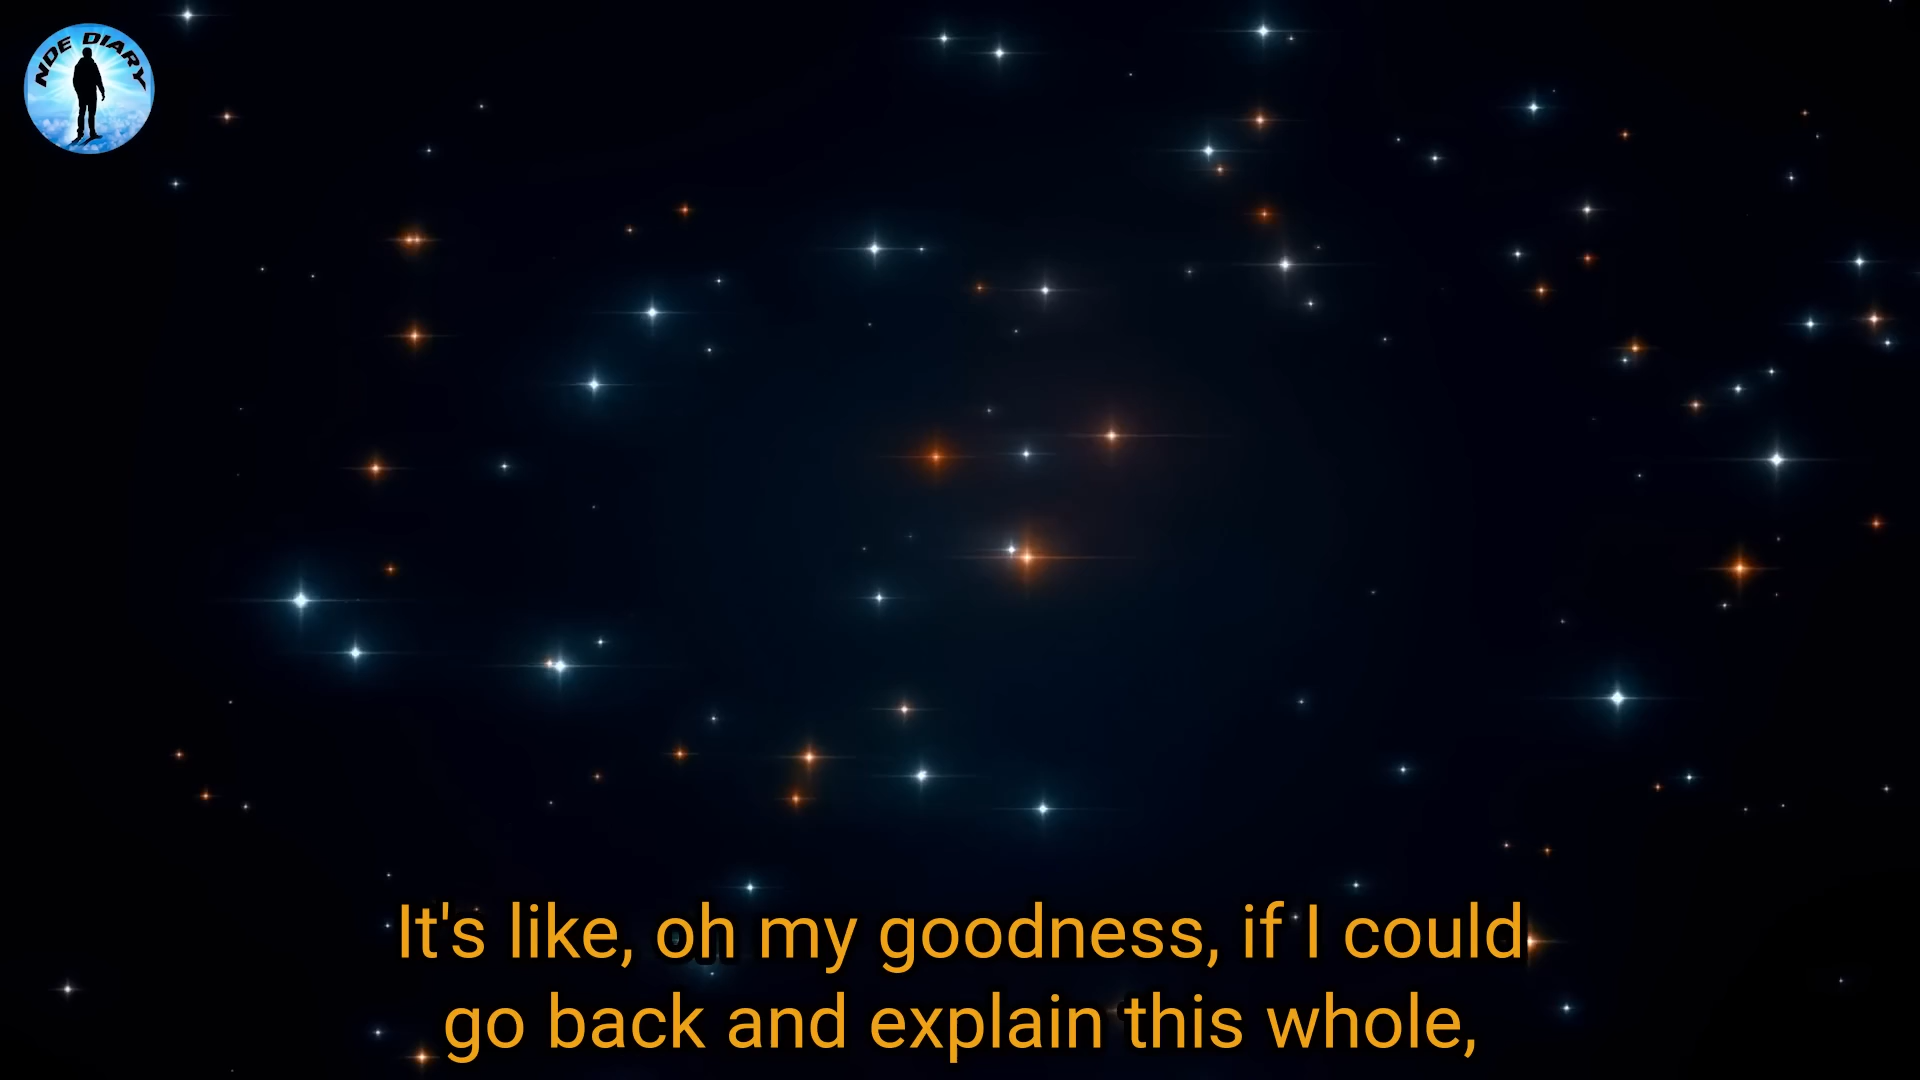 NDE DIARY
It's like, oh my goodness, if I could
go back and explain this whole,